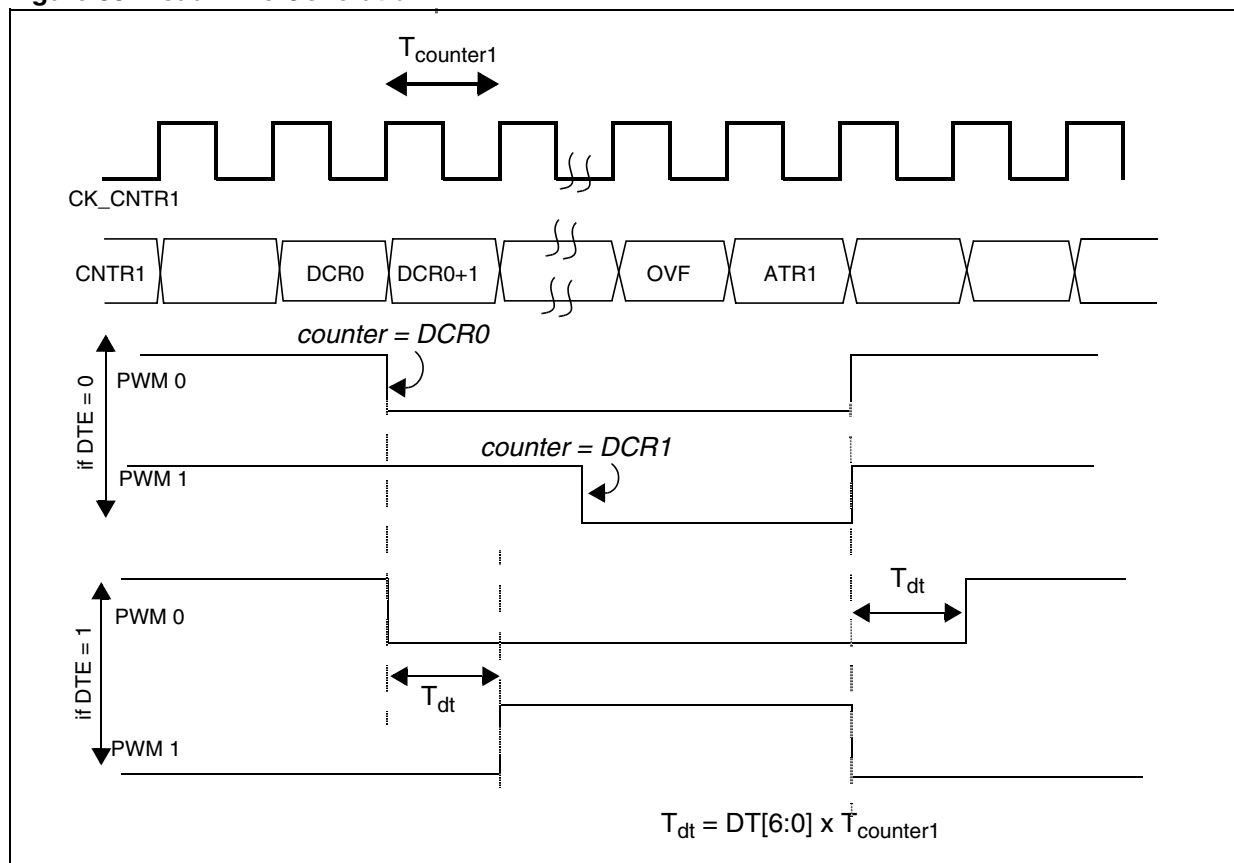 T_counter1
CK_CNTR1
CNTR1 DCR0 DCR0+1 OVF ATR1
counter = DCR0
if DTE = 0
PWM 0
counter = DCR1
PWM 1
if DTE = 1
PWM 0
T_dt
T_dt
PWM 1
T_dt = DT[6:0] x T_counter1